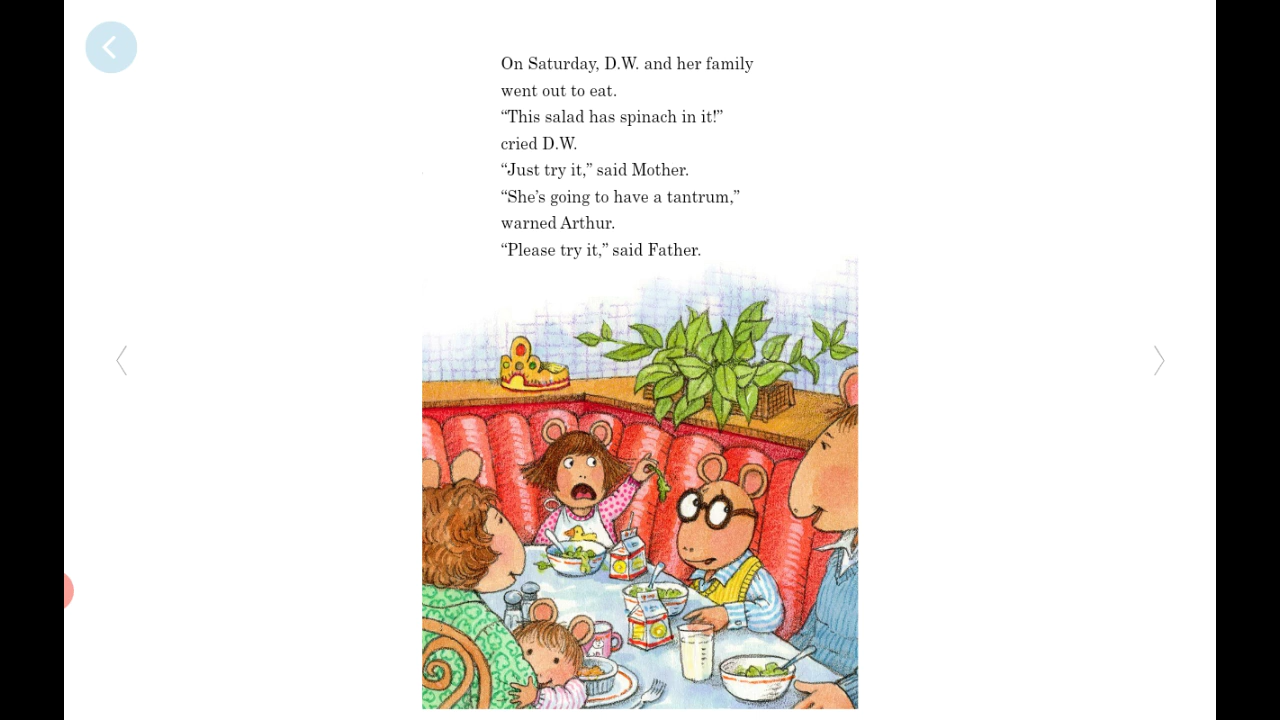 On Saturday, D.W. and her family
went out to eat.
“This salad has spinach in it!”
cried D.W.
“Just try it,” said Mother.
“She’s going to have a tantrum,”
warned Arthur.
“Please try it,” said Father.